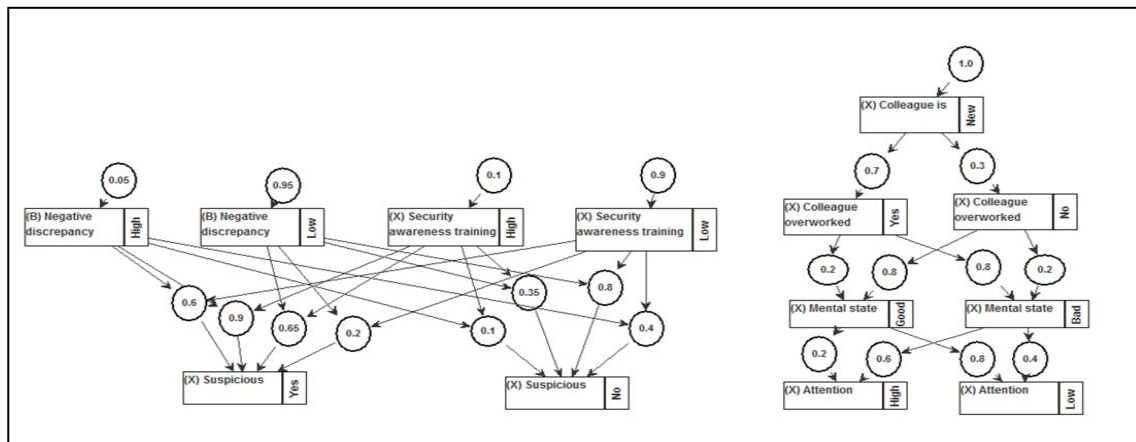 1.0
(X) Colleague is
New
0.7
0.3
0.05
0.95
0.1
0.9
(B) Negative
discrepancy
High
(B) Negative
discrepancy
Low
(X) Security
awareness training
High
(X) Security
awareness training
Low
(X) Colleague
overworked
Yes
(X) Colleague
overworked
No
0.2
0.8
0.8
0.2
0.6
0.9
0.65
0.2
0.1
0.35
0.8
0.4
(X) Mental state
Good
(X) Mental state
Bad
0.2
0.6
0.8
0.4
(X) Suspicious
Yes
(X) Suspicious
No
(X) Attention
High
(X) Attention
Low